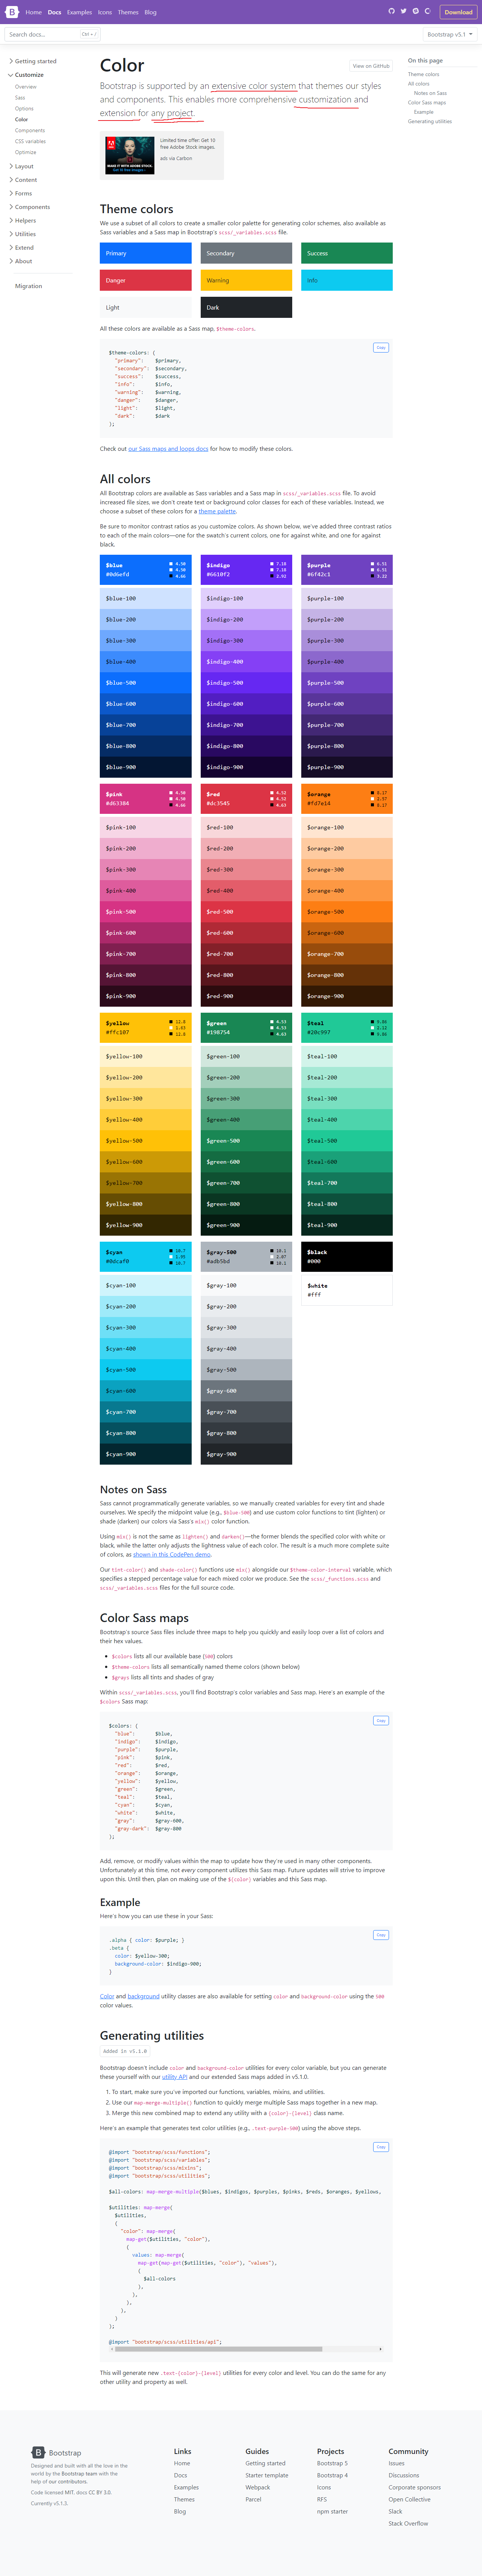 Home Docs Examples Icons Themes Blog
Download
Search docs...
Ctrl + /
Bootstrap v5.1
Getting started
Customize
Overview
Sass
Options
Color
Components
CSS variables
Optimize
Layout
Content
Forms
Components
Helpers
Utilities
Extend
About
Migration
Color
View on GitHub
Bootstrap is supported by an extensive color system that themes our styles
and components. This enables more comprehensive customization and
extension for any project.
MAKE IT WITH ADOBE STOCK.
Get 10 free images >
Limited time offer: Get 10
free Adobe Stock images.
ads via Carbon
On this page
Theme colors
All colors
Notes on Sass
Color Sass maps
Example
Generating utilities
Theme colors
We use a subset of all colors to create a smaller color palette for generating color schemes, also available as
Sass variables and a Sass map in Bootstrap's scss/_variables.scss file.
Primary
Secondary
Success
Danger
Warning
Info
Light
Dark
All these colors are available as a Sass map, $theme-colors.
Copy
$theme-colors: (
"primary": $primary,
"secondary": $secondary,
"success": $success,
"info": $info,
"warning": $warning,
"danger": $danger,
"light": $light,
"dark": $dark
);
Check out our Sass maps and loops docs for how to modify these colors.
All colors
All Bootstrap colors are available as Sass variables and a Sass map in scss/_variables.scss file. To avoid
increased file sizes, we don't create text or background color classes for each of these variables. Instead, we
choose a subset of these colors for a theme palette.
Be sure to monitor contrast ratios as you customize colors. As shown below, we've added three contrast ratios
to each of the main colors—one for the swatch's current colors, one for against white, and one for against
black.
$blue
#0d6efd
4.50
4.50
4.66
$blue-100
$blue-200
$blue-300
$blue-400
$blue-500
$blue-600
$blue-700
$blue-800
$blue-900
$indigo
#6610f2
7.18
7.18
2.92
$indigo-100
$indigo-200
$indigo-300
$indigo-400
$indigo-500
$indigo-600
$indigo-700
$indigo-800
$indigo-900
$purple
#6f42c1
6.51
6.51
3.22
$purple-100
$purple-200
$purple-300
$purple-400
$purple-500
$purple-600
$purple-700
$purple-800
$purple-900
$pink
#d63384
4.50
4.50
4.66
$pink-100
$pink-200
$pink-300
$pink-400
$pink-500
$pink-600
$pink-700
$pink-800
$pink-900
$red
#dc3545
4.52
4.52
4.63
$red-100
$red-200
$red-300
$red-400
$red-500
$red-600
$red-700
$red-800
$red-900
$orange
#fd7e14
8.17
2.57
8.17
$orange-100
$orange-200
$orange-300
$orange-400
$orange-500
$orange-600
$orange-700
$orange-800
$orange-900
$yellow
#ffc107
12.8
1.63
12.8
$yellow-100
$yellow-200
$yellow-300
$yellow-400
$yellow-500
$yellow-600
$yellow-700
$yellow-800
$yellow-900
$green
#198754
4.53
4.53
4.63
$green-100
$green-200
$green-300
$green-400
$green-500
$green-600
$green-700
$green-800
$green-900
$teal
#20c997
$teal-100
$teal-200
$teal-300
$teal-400
$teal-500
$teal-600
$teal-700
$teal-800
$teal-900
$cyan
#0dcaf0
10.7
1.95
10.7
$cyan-100
$cyan-200
$cyan-300
$cyan-400
$cyan-500
$cyan-600
$cyan-700
$cyan-800
$cyan-900
$gray-500
#adb5bd
10.1
2.07
10.1
$gray-100
$gray-200
$gray-300
$gray-400
$gray-500
$gray-600
$gray-700
$gray-800
$gray-900
$black
#000
$white
#fff
Notes on Sass
Sass cannot programmatically generate variables, so we manually created variables for every tint and shade
ourselves. We specify the midpoint value (e.g., $blue-500) and use custom color functions to tint (lighten) or
shade (darken) our colors via Sass's mix() color function.
Using mix() is not the same as lighten() and darken()—the former blends the specified color with white or
black, while the latter only adjusts the lightness value of each color. The result is a much more complete suite
of colors, as shown in this CodePen demo.
Our tint-color() and shade-color() functions use mix() alongside our $theme-color-interval variable, which
specifies a stepped percentage value for each mixed color we produce. See the scss/_functions.scss and
scss/_variables.scss files for the full source code.
Color Sass maps
Bootstrap's source Sass files include three maps to help you quickly and easily loop over a list of colors and
their hex values.
• $colors lists all our available base (500) colors
• $theme-colors lists all semantically named theme colors (shown below)
• $grays lists all tints and shades of gray
Within scss/_variables.scss, you'll find Bootstrap's color variables and Sass map. Here's an example of the
$colors Sass map:
Copy
$colors: (
"blue": $blue,
"indigo": $indigo,
"purple": $purple,
"pink": $pink,
"red": $red,
"orange": $orange,
"yellow": $yellow,
"green": $green,
"teal": $teal,
"cyan": $cyan,
"white": $white,
"gray": $gray-600,
"gray-dark": $gray-800
);
Add, remove, or modify values within the map to update how they're used in many other components.
Unfortunately at this time, not every component utilizes this Sass map. Future updates will strive to improve
upon this. Until then, plan on making use of the ${color} variables and this Sass map.
Example
Here's how you can use these in your Sass:
Copy
.alpha { color: $purple; }
.beta {
color: $yellow-300;
background-color: $indigo-900;
}
Color and background utility classes are also available for setting color and background-color using the 500
color values.
Generating utilities
Added in v5.1.0
Bootstrap doesn't include color and background-color utilities for every color variable, but you can generate
these yourself with our utility API and our extended Sass maps added in v5.1.0.
1. To start, make sure you've imported our functions, variables, mixins, and utilities.
2. Use our map-merge-multiple() function to quickly merge multiple Sass maps together in a new map.
3. Merge this new combined map to extend any utility with a {color}-{level} class name.
Here's an example that generates text color utilities (e.g., .text-purple-500) using the above steps.
Copy
@import "bootstrap/scss/functions";
@import "bootstrap/scss/variables";
@import "bootstrap/scss/mixins";
@import "bootstrap/scss/utilities";
$all-colors: map-merge-multiple($blues, $indigos, $purples, $pinks, $reds, $oranges, $yellows,
$utilities: map-merge(
$utilities,
(
"color": map-merge(
map-get($utilities, "color"),
(
values: map-merge(
map-get(map-get($utilities, "color"), "values"),
(
$all-colors
),
),
),
),
)
);
@import "bootstrap/scss/utilities/api";
This will generate new .text-{color}-{level} utilities for every color and level. You can do the same for any
other utility and property as well.
Bootstrap
Designed and built with all the love in the
world by the Bootstrap team with the
help of our contributors.
Code licensed MIT, docs CC BY 3.0.
Currently v5.1.3.
Links
Home
Docs
Examples
Themes
Blog
Guides
Getting started
Starter template
Webpack
Parcel
Projects
Bootstrap 5
Bootstrap 4
Icons
RFS
npm starter
Community
Issues
Discussions
Corporate sponsors
Open Collective
Slack
Stack Overflow